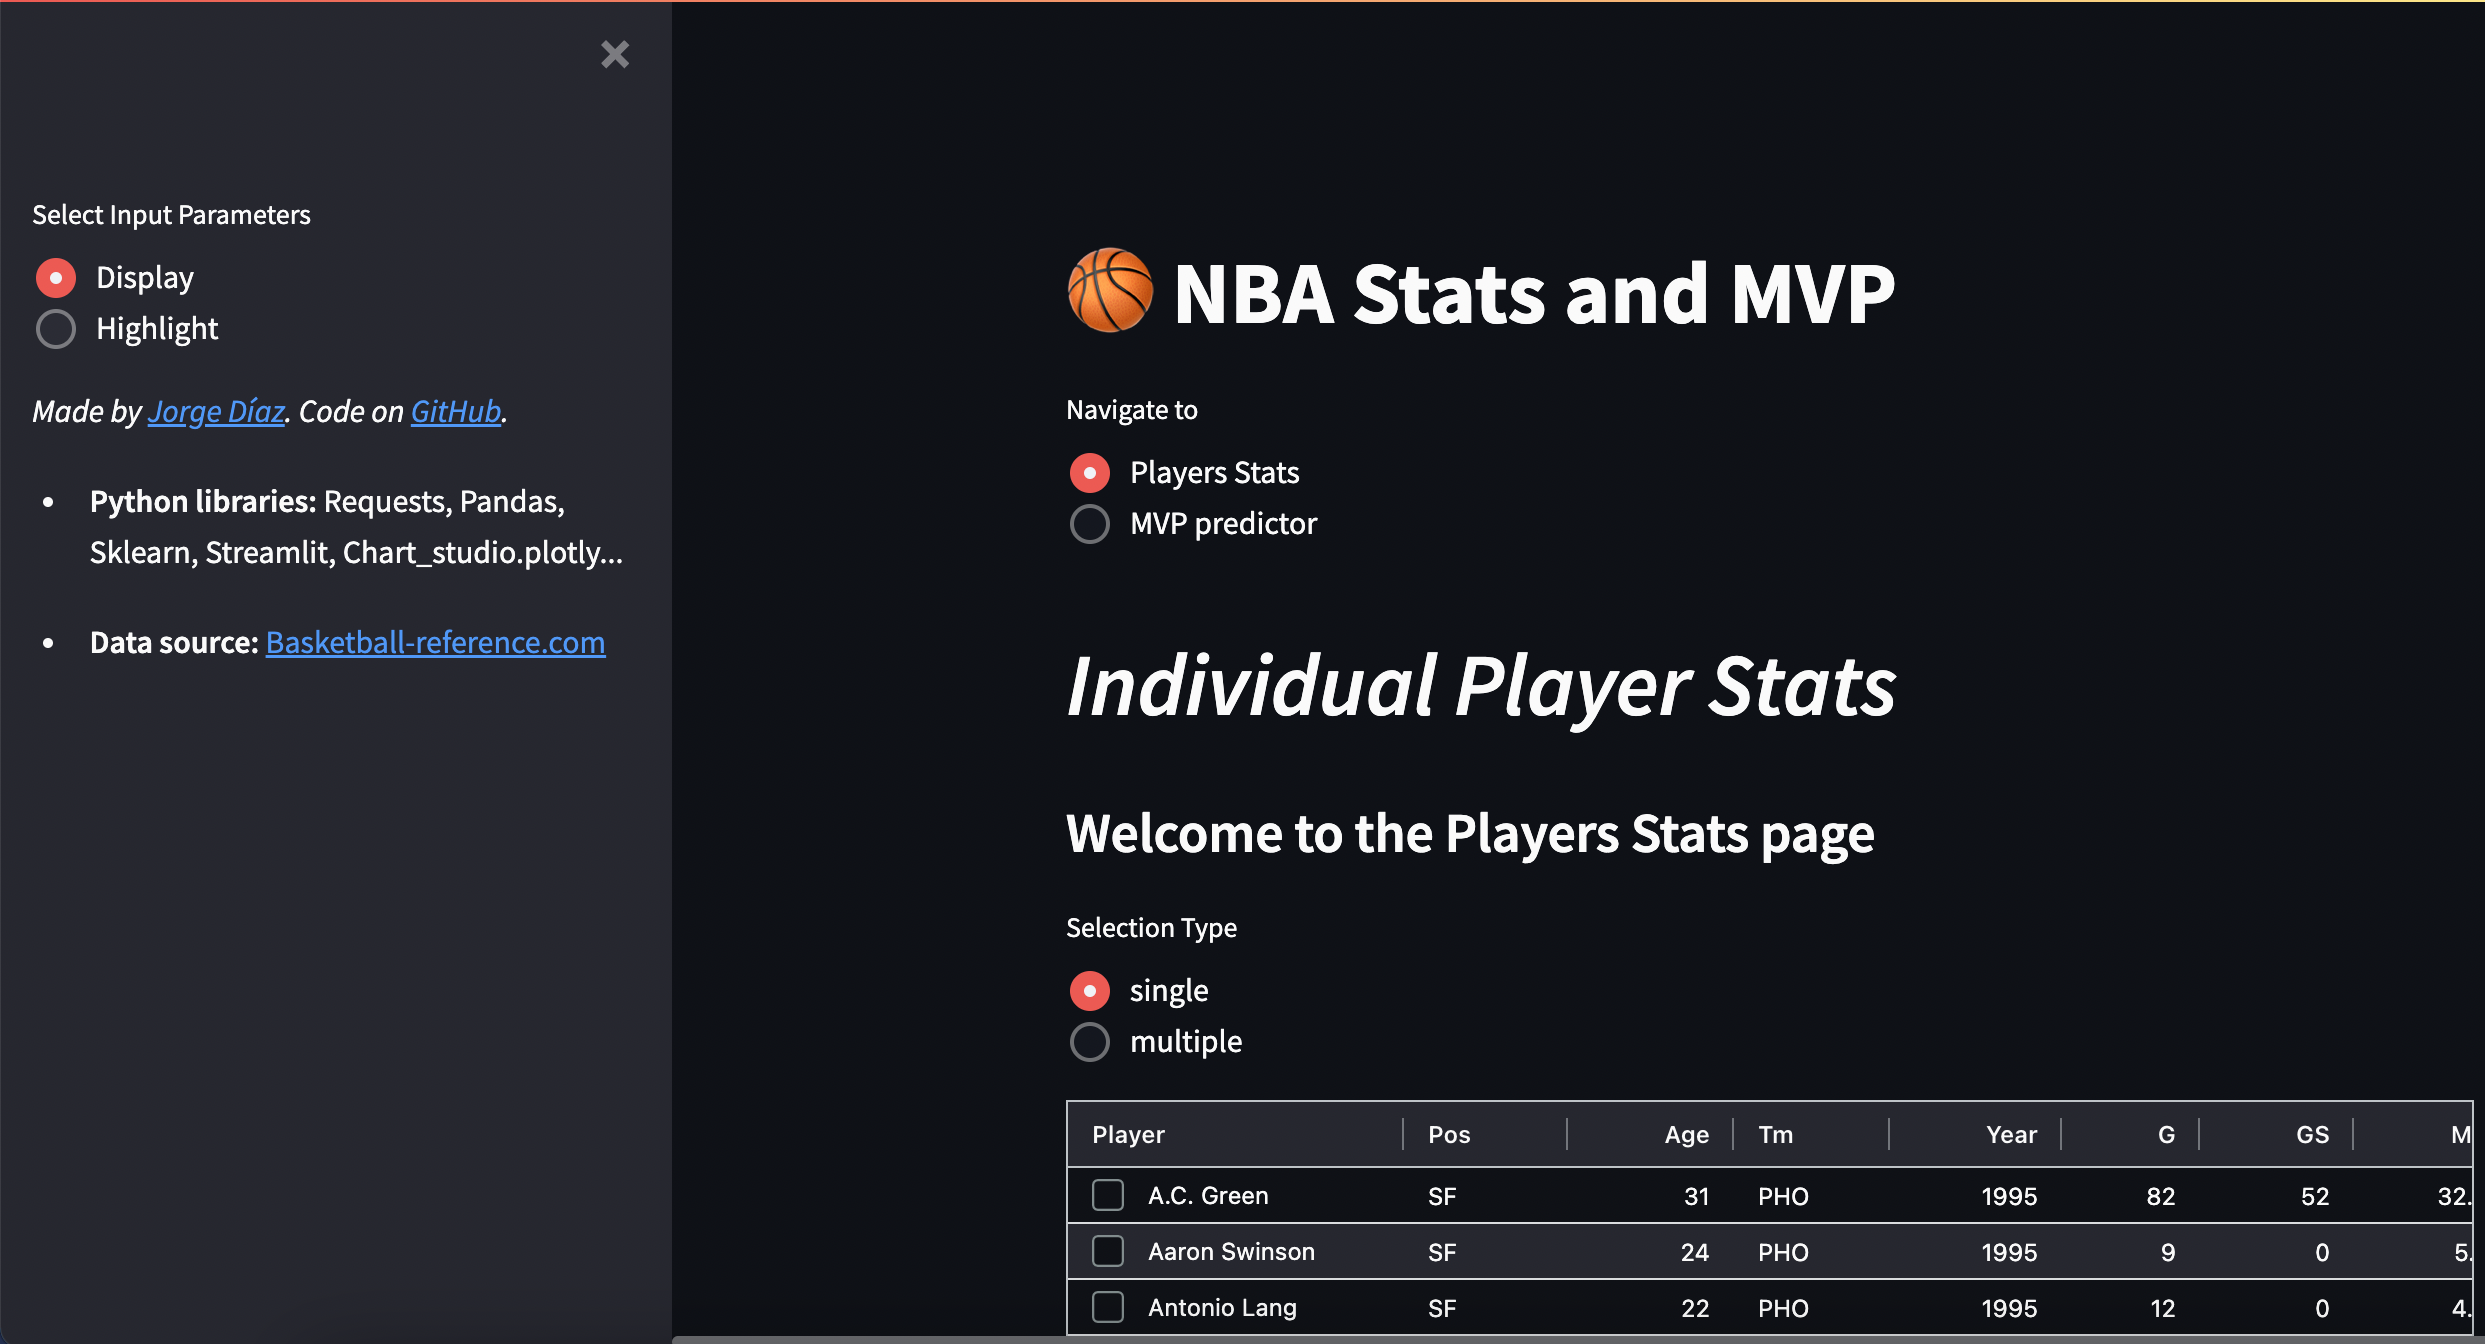 Select Input Parameters
Display
Highlight
Made by Jorge Díaz. Code on GitHub.
Python libraries: Requests, Pandas,
Sklearn, Streamlit, Chart_studio.plotly...
Data source: Basketball-reference.com
NBA Stats and MVP
Navigate to
Players Stats
MVP predictor
Individual Player Stats
Welcome to the Players Stats page
Selection Type
single
multiple
Player Pos Age Tm Year G GS M
A.C. Green SF 31 PHO 1995 82 52 32.
Aaron Swinson SF 24 PHO 1995 9 0 5.
Antonio Lang SF 22 PHO 1995 12 0 4.